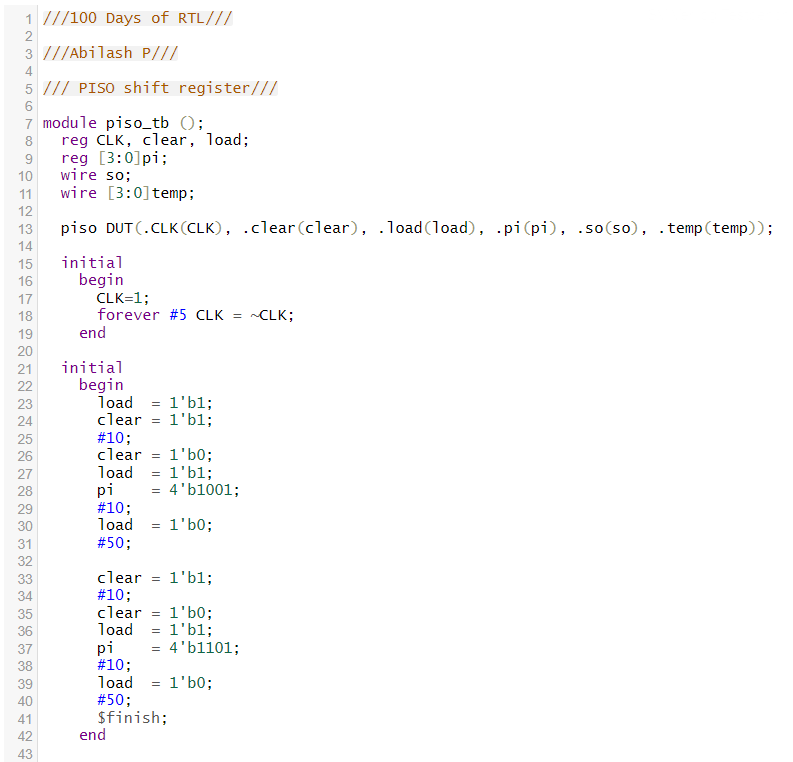 1 ///100 Days of RTL///
2
3 ///Abilash P///
4
5 /// PISO shift register///
6
7 module piso_tb ();
8   reg CLK, clear, load;
9   reg [3:0]pi;
10   wire so;
11   wire [3:0]temp;
12
13   piso DUT(.CLK(CLK), .clear(clear), .load(load), .pi(pi), .so(so), .temp(temp));
14
15   initial
16     begin
17       CLK=1;
18       forever #5 CLK = ~CLK;
19     end
20
21   initial
22     begin
23       load  = 1'b1;
24       clear = 1'b1;
25       #10;
26       clear = 1'b0;
27       load  = 1'b1;
28       pi    = 4'b1001;
29       #10;
30       load  = 1'b0;
31       #50;
32
33       clear = 1'b1;
34       #10;
35       clear = 1'b0;
36       load  = 1'b1;
37       pi    = 4'b1101;
38       #10;
39       load  = 1'b0;
40       #50;
41       $finish;
42     end
43